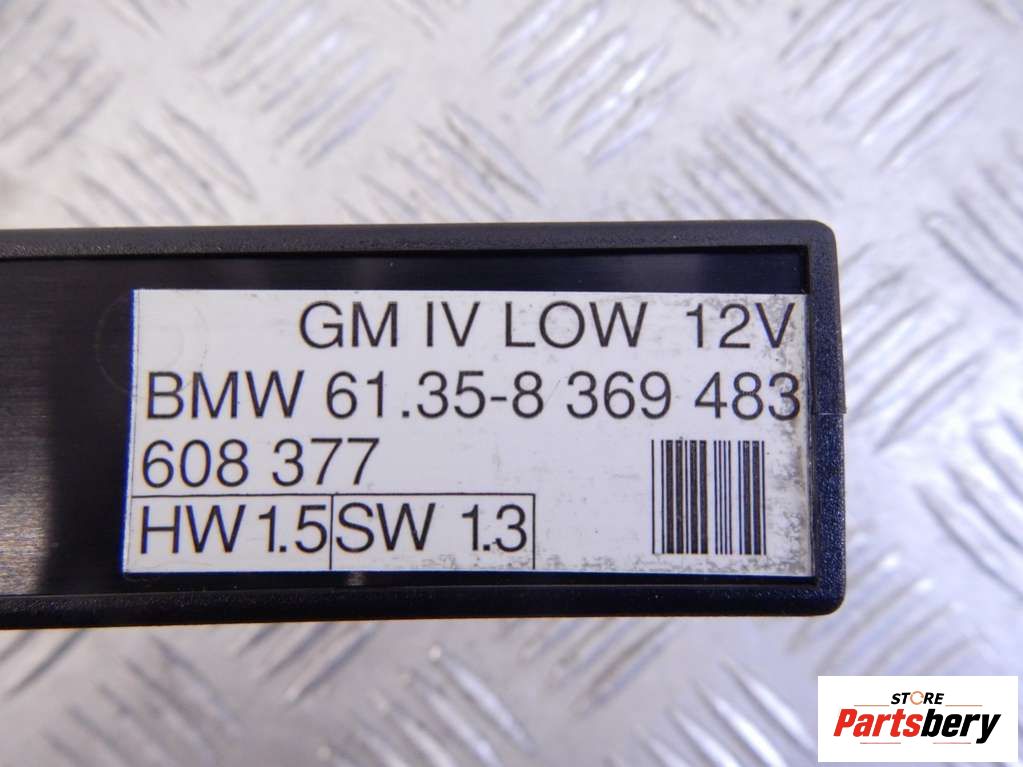 GM IV LOW 12V
BMW 61.35-8 369 483
608 377
HW 1.5 SW 1.3
STORE
Partsbery